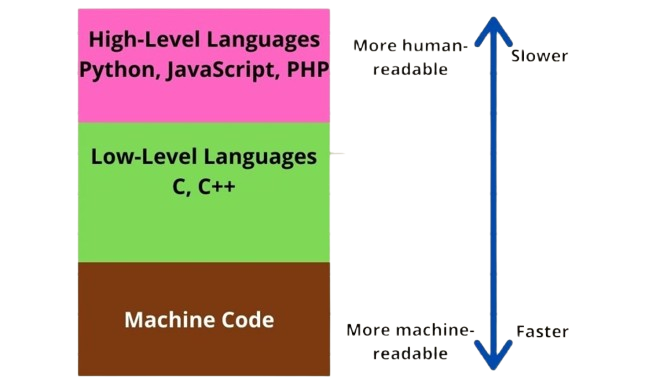 High-Level Languages
Python, JavaScript, PHP
More human-
readable
Slower
Low-Level Languages
C, C++
Machine Code
More machine-
readable
Faster